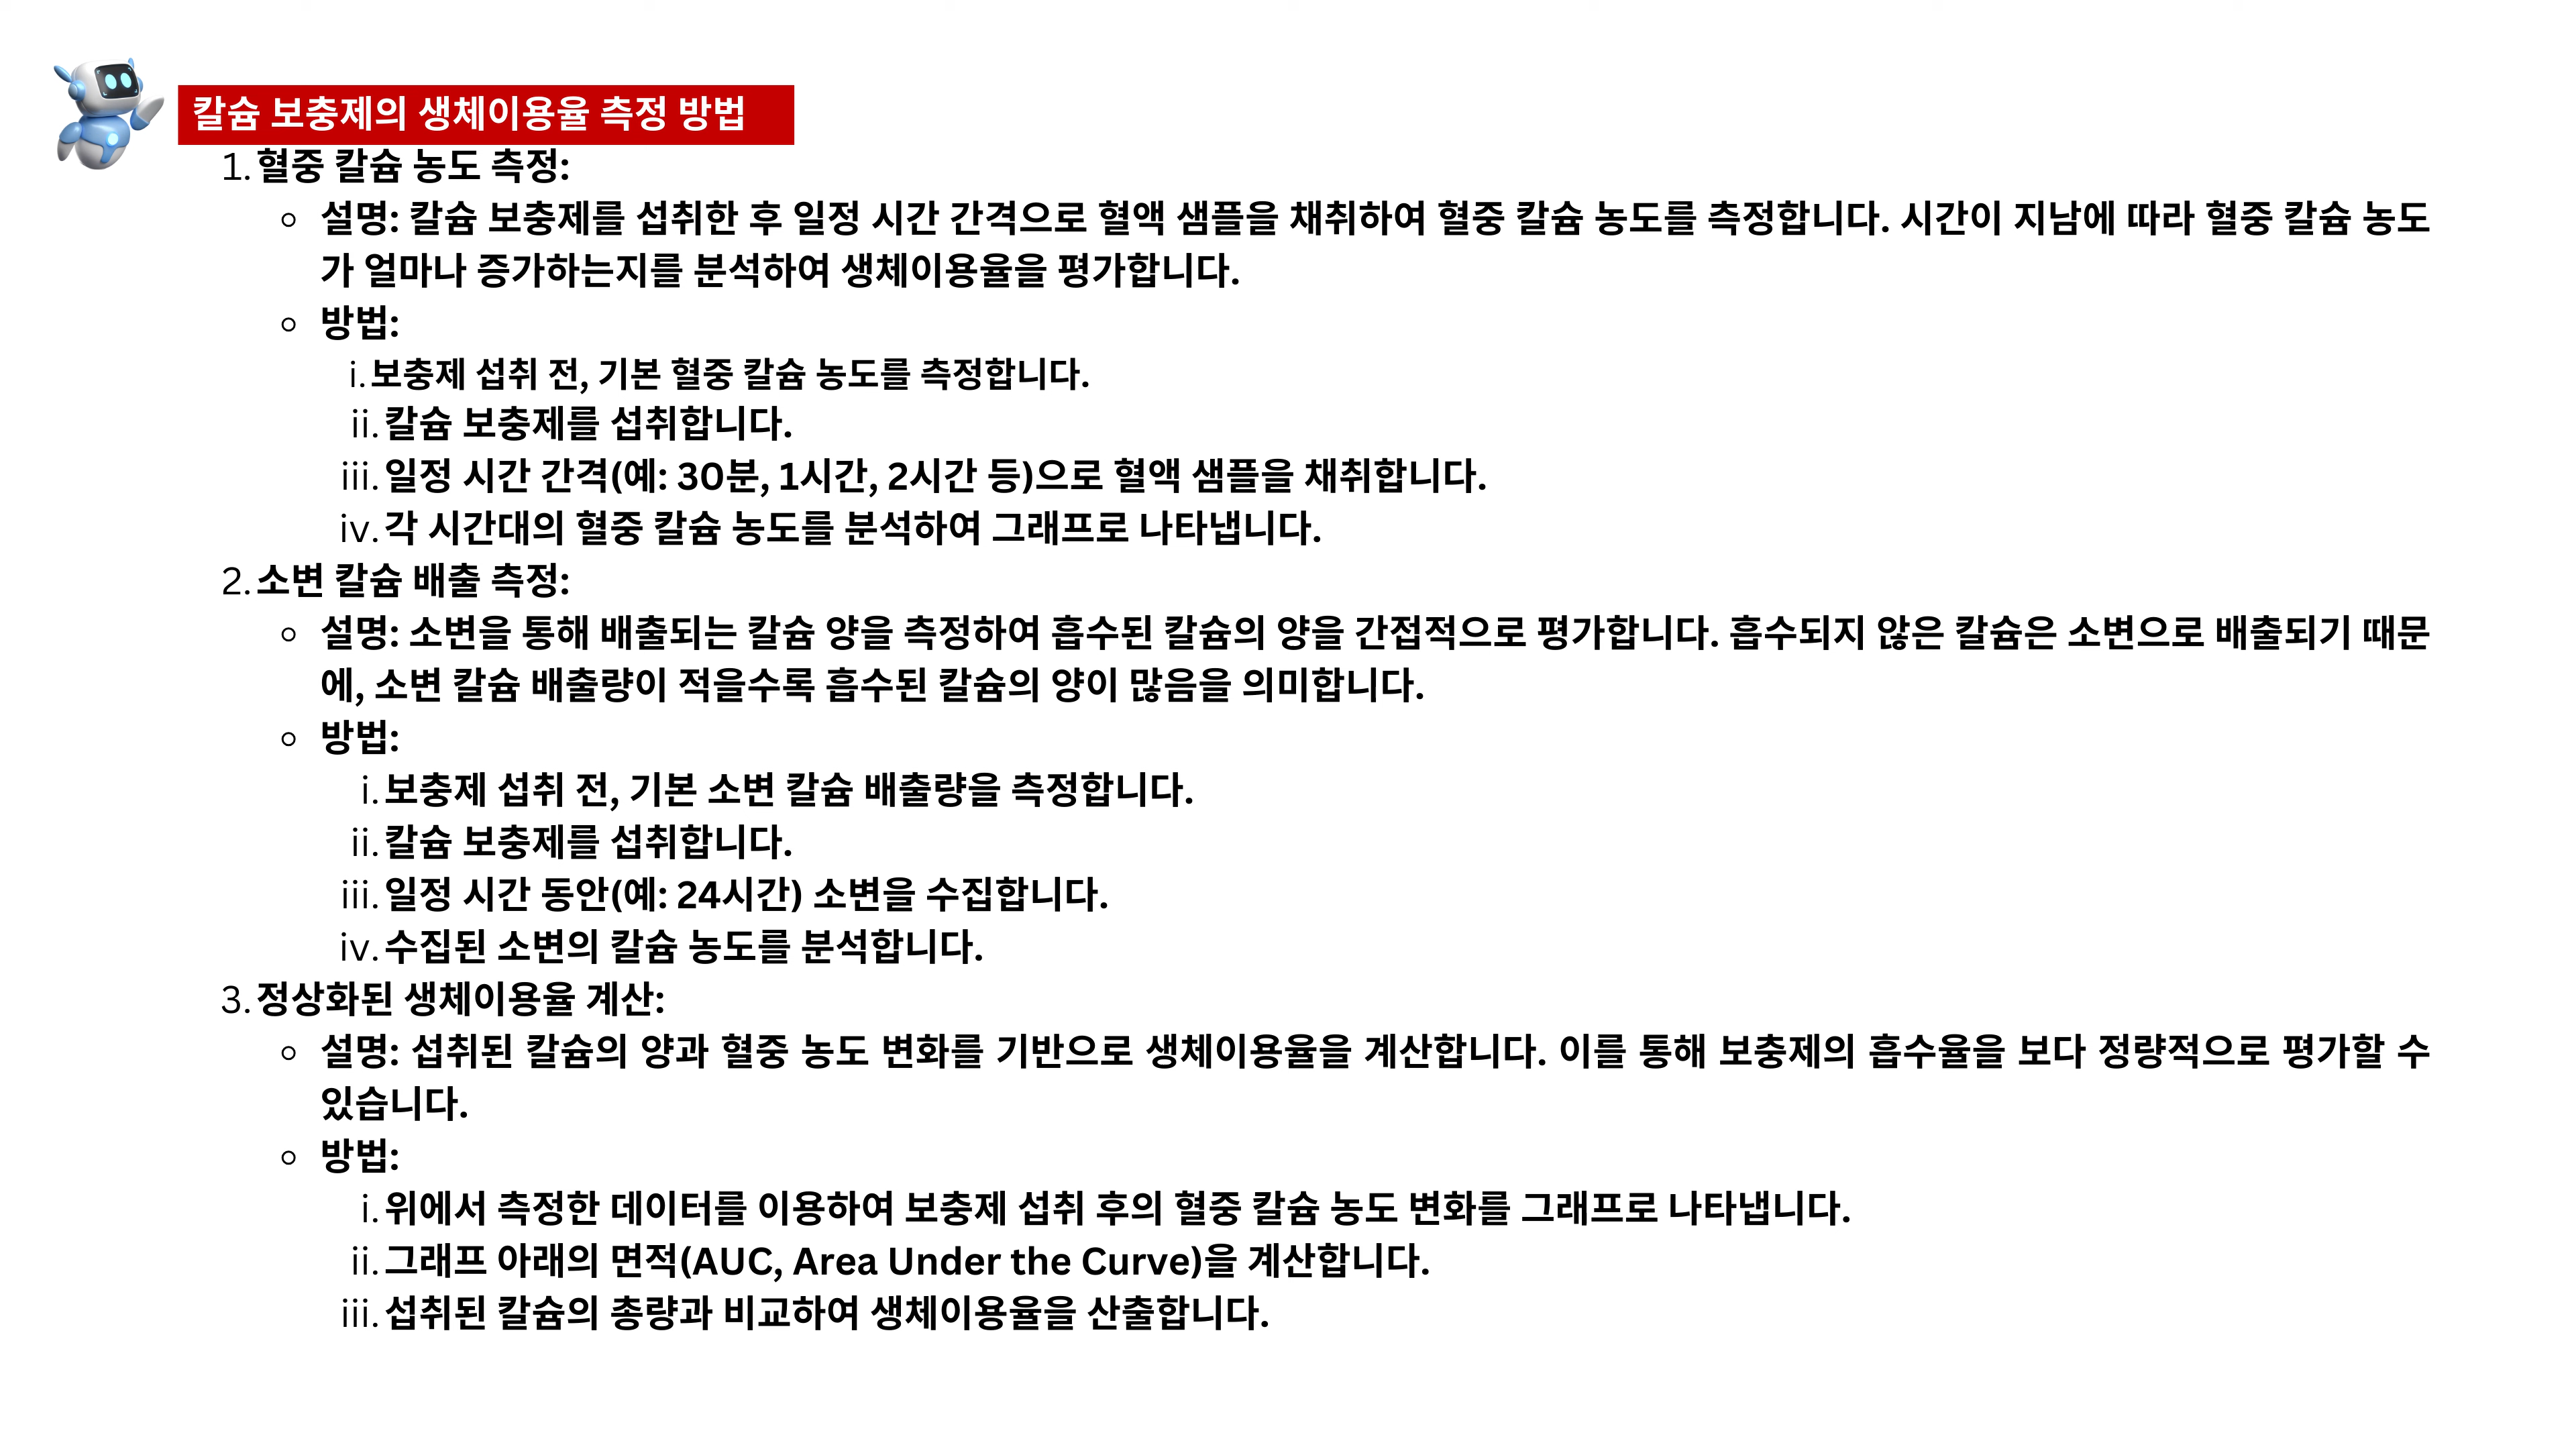 칼슘 보충제의 생체이용율 측정 방법
1. 혈중 칼슘 농도 측정:
설명: 칼슘 보충제를 섭취한 후 일정 시간 간격으로 혈액 샘플을 채취하여 혈중 칼슘 농도를 측정합니다. 시간이 지남에 따라 혈중 칼슘 농도
가 얼마나 증가하는지를 분석하여 생체이용율을 평가합니다.
방법:
i. 보충제 섭취 전, 기본 혈중 칼슘 농도를 측정합니다.
ii. 칼슘 보충제를 섭취합니다.
iii. 일정 시간 간격(예: 30분, 1시간, 2시간 등)으로 혈액 샘플을 채취합니다.
iv. 각 시간대의 혈중 칼슘 농도를 분석하여 그래프로 나타냅니다.
2. 소변 칼슘 배출 측정:
설명: 소변을 통해 배출되는 칼슘 양을 측정하여 흡수된 칼슘의 양을 간접적으로 평가합니다. 흡수되지 않은 칼슘은 소변으로 배출되기 때문
에, 소변 칼슘 배출량이 적을수록 흡수된 칼슘의 양이 많음을 의미합니다.
방법:
i. 보충제 섭취 전, 기본 소변 칼슘 배출량을 측정합니다.
ii. 칼슘 보충제를 섭취합니다.
iii. 일정 시간 동안(예: 24시간) 소변을 수집합니다.
iv. 수집된 소변의 칼슘 농도를 분석합니다.
3. 정상화된 생체이용율 계산:
설명: 섭취된 칼슘의 양과 혈중 농도 변화를 기반으로 생체이용율을 계산합니다. 이를 통해 보충제의 흡수율을 보다 정량적으로 평가할 수
있습니다.
방법:
i. 위에서 측정한 데이터를 이용하여 보충제 섭취 후의 혈중 칼슘 농도 변화를 그래프로 나타냅니다.
ii. 그래프 아래의 면적(AUC, Area Under the Curve)을 계산합니다.
iii. 섭취된 칼슘의 총량과 비교하여 생체이용율을 산출합니다.